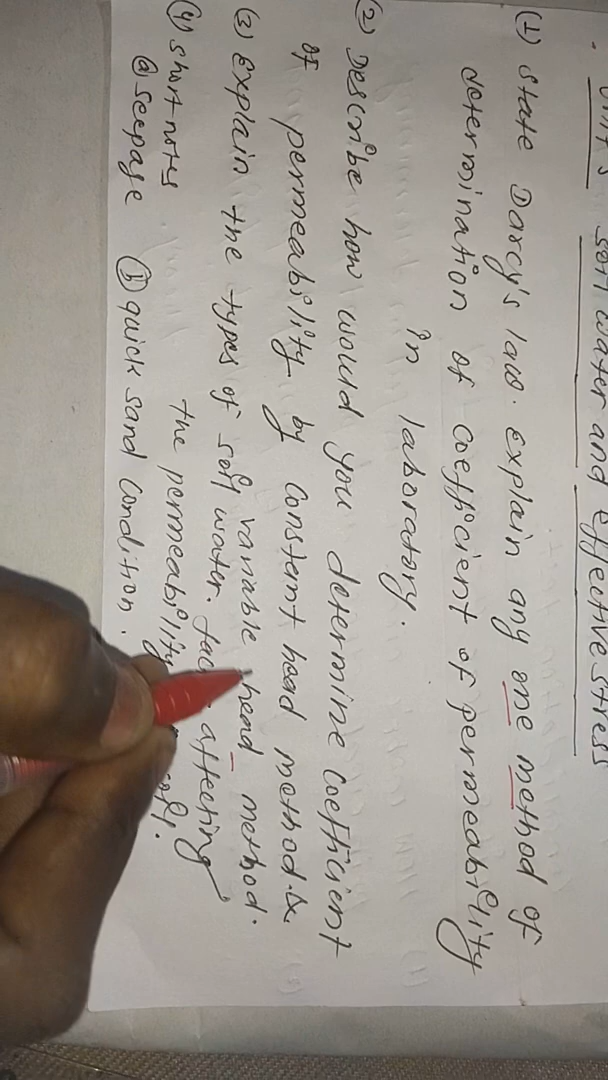 Unit 3 soil water and effective stress
(1) State Darcy's law. explain any one method of
determination of coefficient of permeability
in laboratory.
(2) Describe how would you determine coefficient
of permeability by constant head method. &
variable head method.
(3) explain the types of soil water. affecting
the permeability
(4) short notes
(a) seepage (b) quick sand condition.